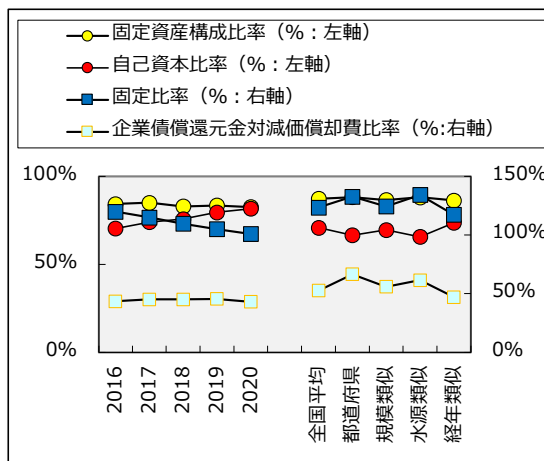 固定資産構成比率（%：左軸）
自己資本比率（%：左軸）
固定比率（%：右軸）
企業債償還元金対減価償却費比率（%:右軸）
100%
50%
0%
150%
100%
50%
0%
2016
2017
2018
2019
2020
全国平均
都道府県
規模類似
水源類似
経年類似